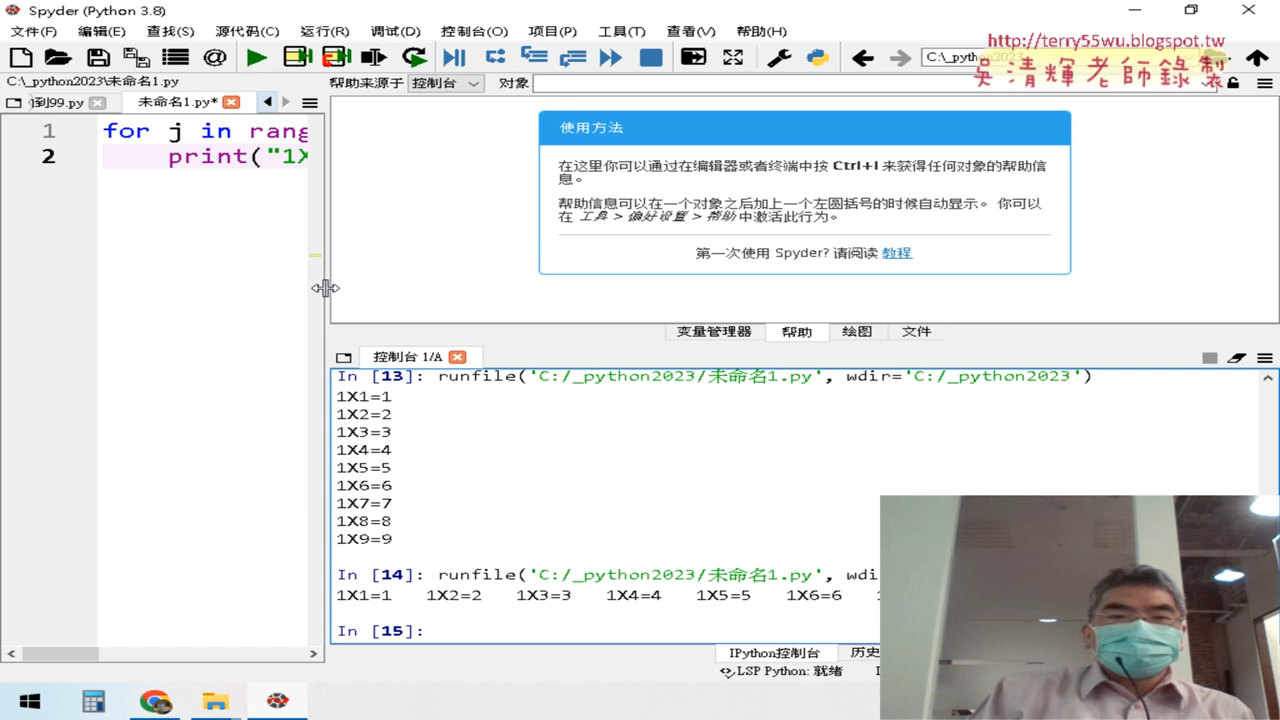 Spyder (Python 3.8)
文件(F) 编辑(E) 查找(S) 源代码(C) 运行(R) 调试(D) 控制台(O) 项目(P) 工具(T) 查看(V) 帮助(H)
http://terry55wu.blogspot.tw
吳清輝老師錄製
C:\_python2023
C:\_python2023\未命名1.py
帮助来源于 控制台 对象
到99.py 未命名1.py*
1 for j in rang
2 print("1X
使用方法
在这里你可以通过在编辑器或者终端中按 Ctrl+I 来获得任何对象的帮助信
息。
帮助信息可以在一个对象之后加上一个左圆括号的时候自动显示。 你可以
在 工具 > 偏好设置 > 帮助 中激活此行为。
第一次使用 Spyder? 请阅读 教程
变量管理器 帮助 绘图 文件
控制台 1/A
In [13]: runfile('C:/_python2023/未命名1.py', wdir='C:/_python2023')
1X1=1
1X2=2
1X3=3
1X4=4
1X5=5
1X6=6
1X7=7
1X8=8
1X9=9
In [14]: runfile('C:/_python2023/未命名1.py', wdi
1X1=1 1X2=2 1X3=3 1X4=4 1X5=5 1X6=6
In [15]:
IPython控制台 历史
LSP Python: 就绪